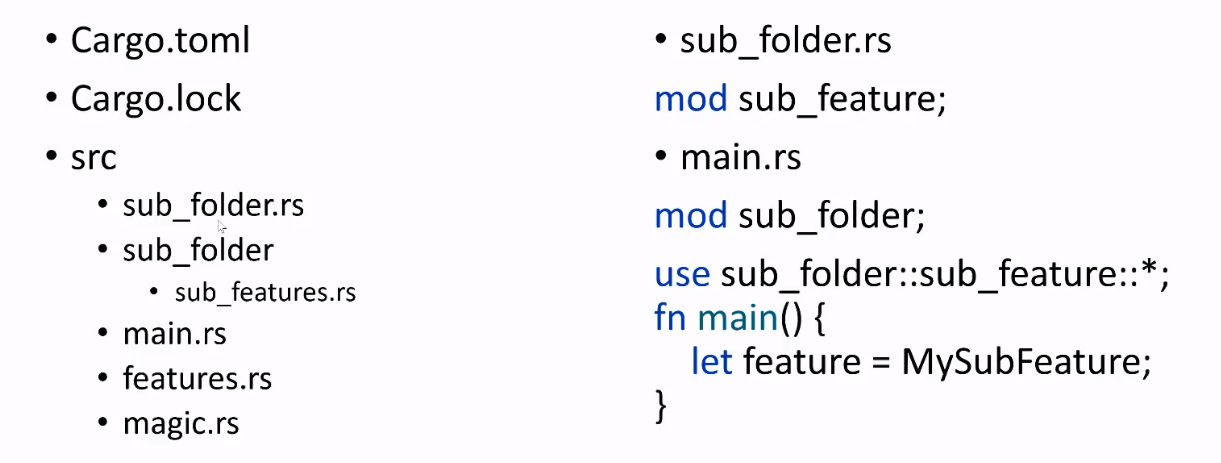 • Cargo.toml
• Cargo.lock
• src
• sub_folder.rs
• sub_folder
• sub_features.rs
• main.rs
• features.rs
• magic.rs
• sub_folder.rs
mod sub_feature;
• main.rs
mod sub_folder;
use sub_folder::sub_feature::*;
fn main() {
let feature = MySubFeature;
}